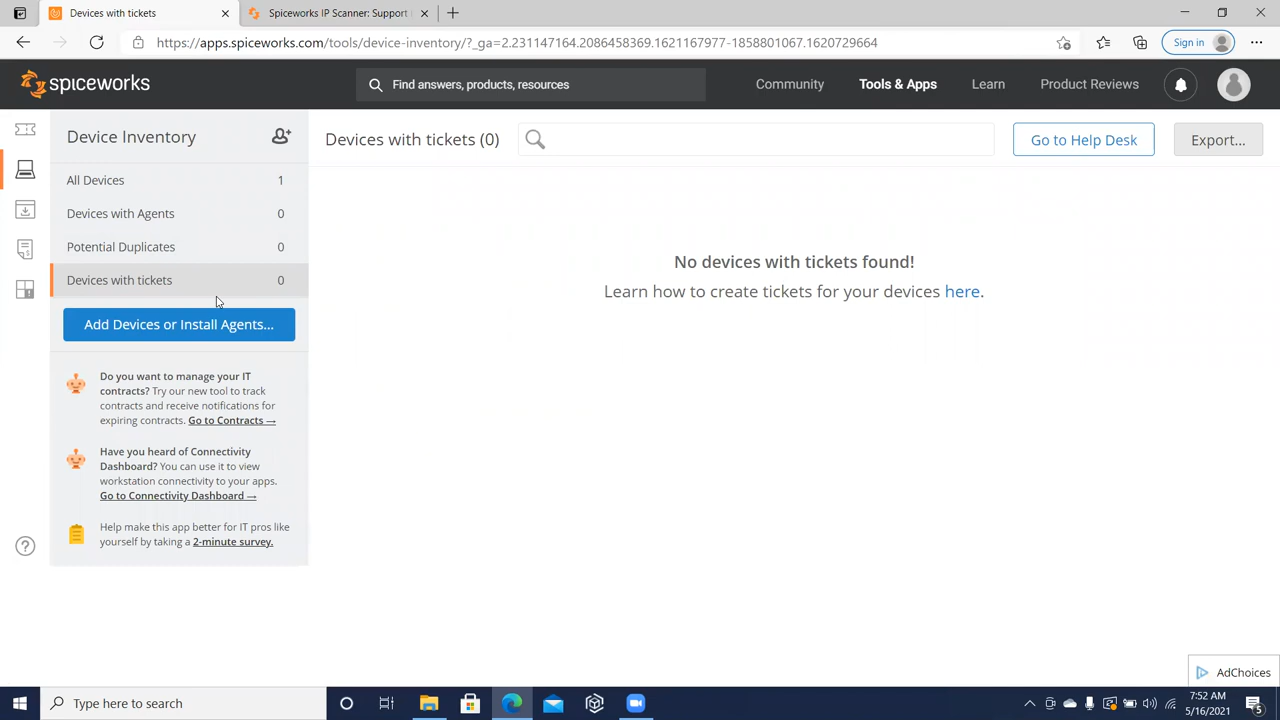 Devices with tickets
Spiceworks IP Scanner: Support
https://apps.spiceworks.com/tools/device-inventory/?_ga=2.231147164.2086458369.1621167977-1858801067.1620729664
Sign in
spiceworks
Find answers, products, resources
Community
Tools & Apps
Learn
Product Reviews
Device Inventory
Devices with tickets (0)
Go to Help Desk
Export...
All Devices 1
Devices with Agents 0
Potential Duplicates 0
Devices with tickets 0
Add Devices or Install Agents...
No devices with tickets found!
Learn how to create tickets for your devices here.
Do you want to manage your IT
contracts? Try our new tool to track
contracts and receive notifications for
expiring contracts. Go to Contracts →
Have you heard of Connectivity
Dashboard? You can use it to view
workstation connectivity to your apps.
Go to Connectivity Dashboard →
Help make this app better for IT pros like
yourself by taking a 2-minute survey.
AdChoices
Type here to search
7:52 AM
5/16/2021
5